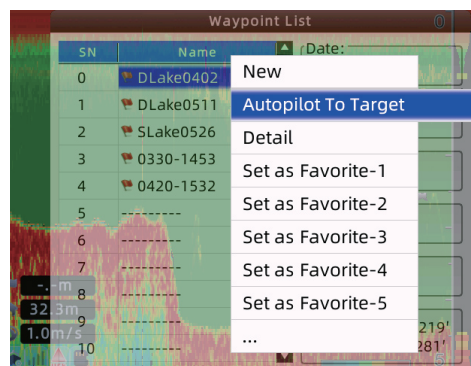 Waypoint List
0
SN Name Date:
0 DLake0402
1 DLake0511
2 SLake0526
3 0330-1453
4 0420-1532
5 --------
6 --------
7 --------
8 --------
9 --------
10 --------
New
Autopilot To Target
Detail
Set as Favorite-1
Set as Favorite-2
Set as Favorite-3
Set as Favorite-4
Set as Favorite-5
...
-.-m
32.3m
1.0m/s
219'
281'